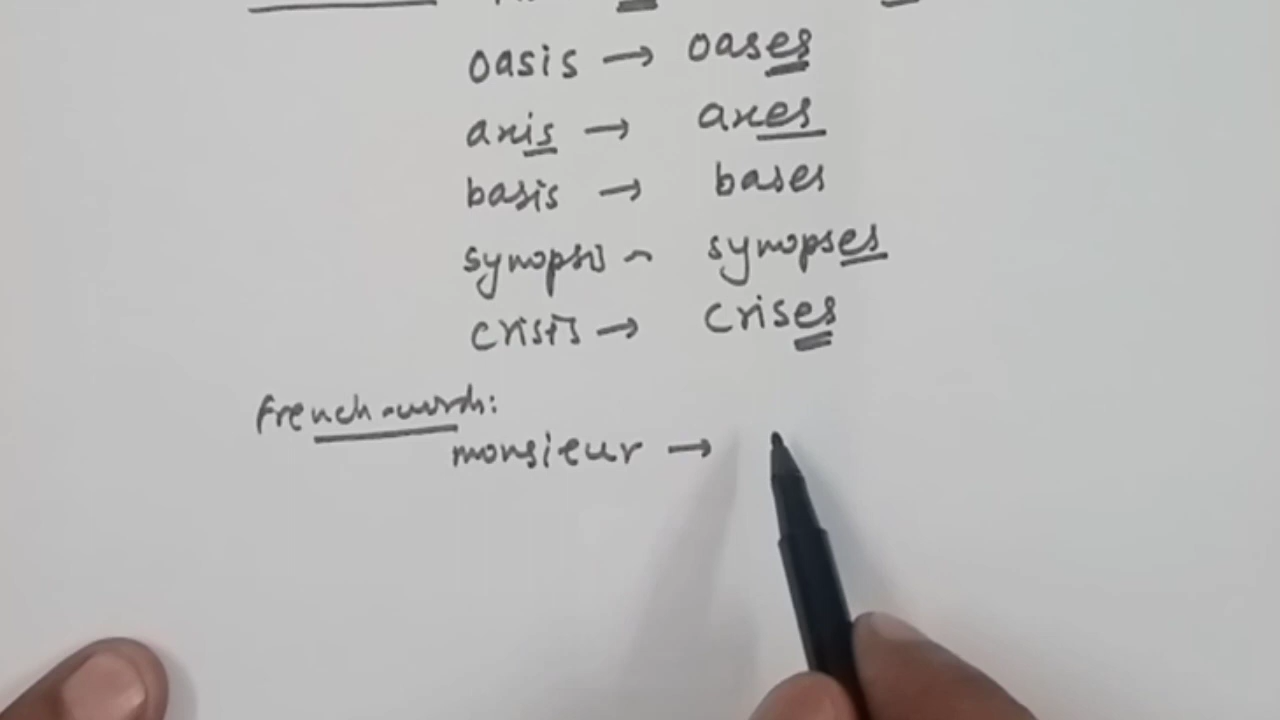 oasis → oases
axis → axes
basis → bases
synopsis - synopses
crisis → crises
French-words:
monsieur →